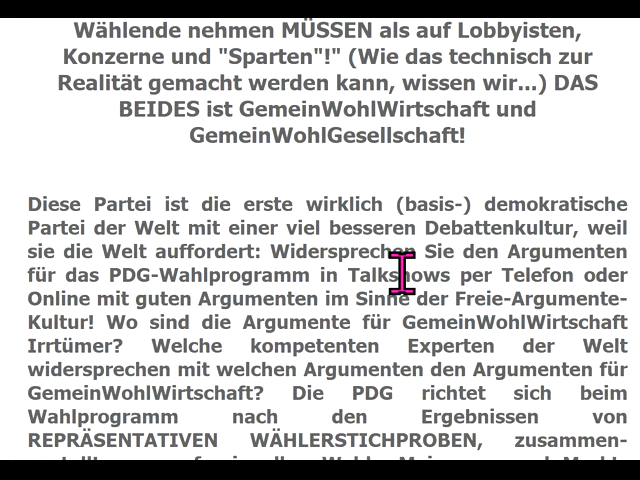 Wählende nehmen MÜSSEN als auf Lobbyisten,
Konzerne und "Sparten"!" (Wie das technisch zur
Realität gemacht werden kann, wissen wir...) DAS
BEIDES ist GemeinWohlWirtschaft und
GemeinWohlGesellschaft!
Diese Partei ist die erste wirklich (basis-) demokratische
Partei der Welt mit einer viel besseren Debattenkultur, weil
sie die Welt auffordert: Widersprechen Sie den Argumenten
für das PDG-Wahlprogramm in Talkshows per Telefon oder
Online mit guten Argumenten im Sinne der Freie-Argumente-
Kultur! Wo sind die Argumente für GemeinWohlWirtschaft
Irrtümer? Welche kompetenten Experten der Welt
widersprechen mit welchen Argumenten den Argumenten für
GemeinWohlWirtschaft? Die PDG richtet sich beim
Wahlprogramm nach den Ergebnissen von
REPRÄSENTATIVEN WÄHLERSTICHPROBEN, zusammen-